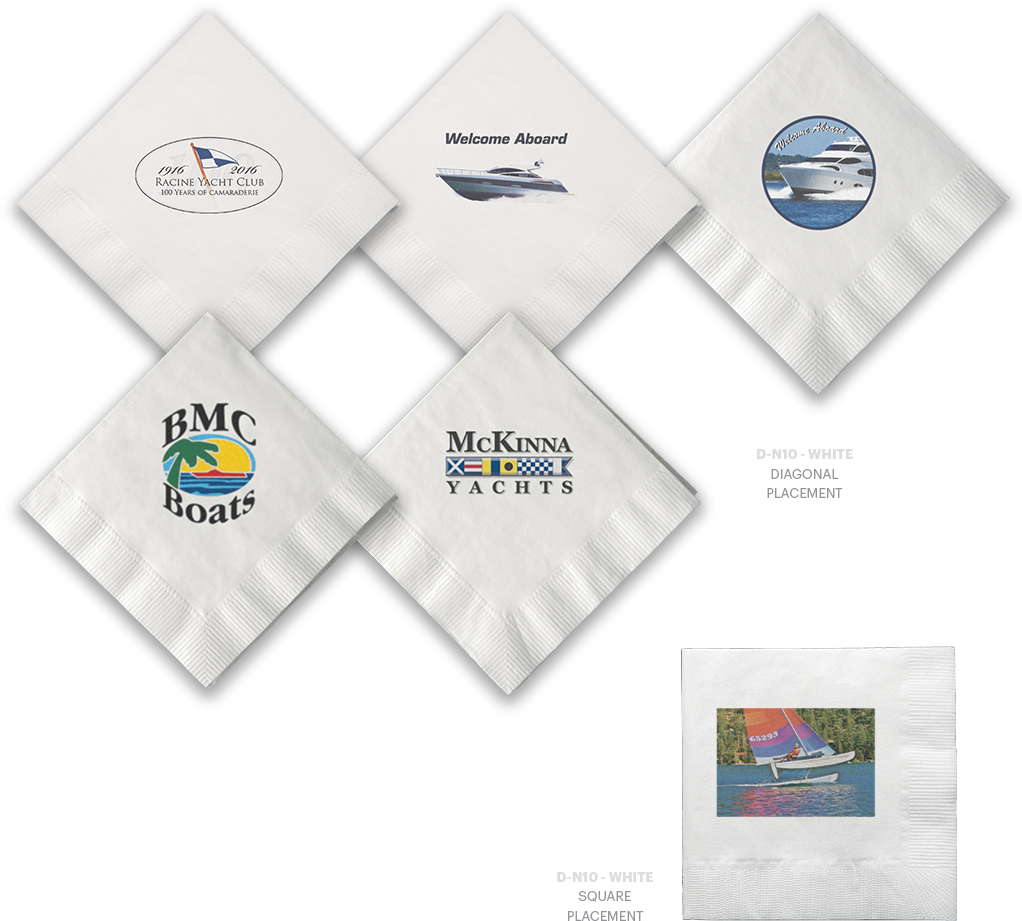 1916 2016
RACINE YACHT CLUB
100 YEARS OF CAMARADERIE
Welcome Aboard
Welcome Aboard
BMC
Boats
MCKINNA
YACHTS
D-N10 - WHITE
DIAGONAL
PLACEMENT
65293
D-N10 - WHITE
SQUARE
PLACEMENT